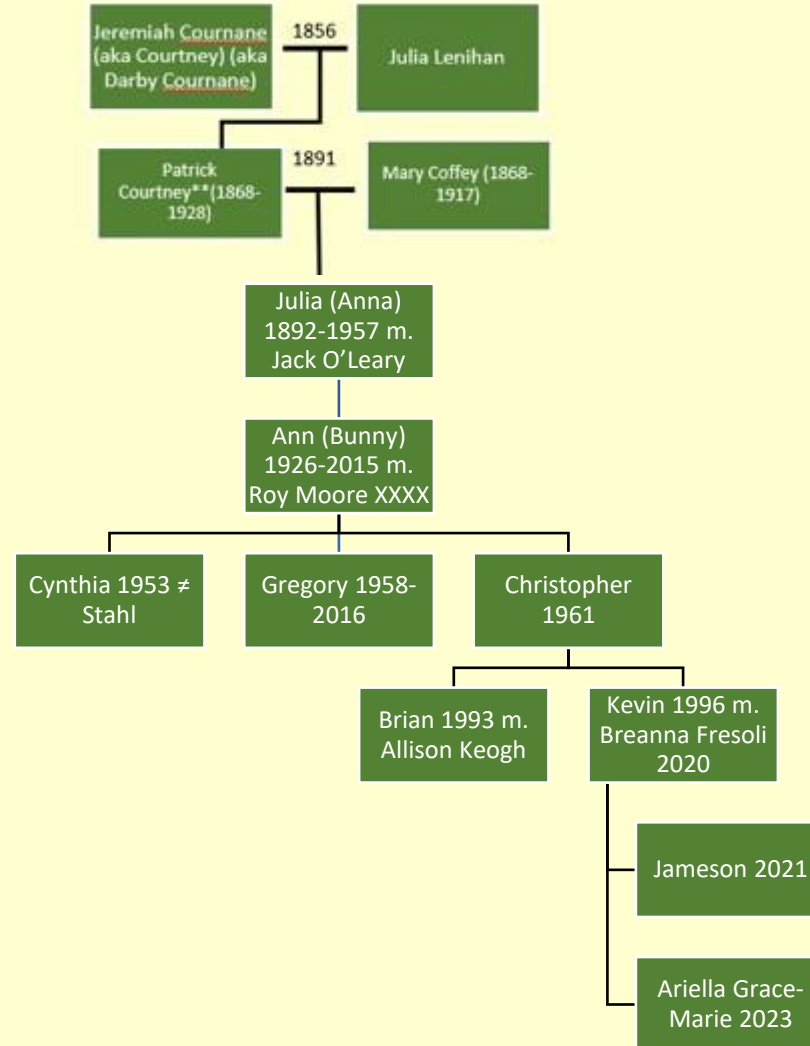 Jeremiah Cournane
(aka Courtney) (aka
Darby Cournane)
1856
Julia Lenihan
Patrick
Courtney**(1868-
1928)
1891
Mary Coffey (1868-
1917)
Julia (Anna)
1892-1957 m.
Jack O’Leary
Ann (Bunny)
1926-2015 m.
Roy Moore XXXX
Cynthia 1953 ≠
Stahl
Gregory 1958-
2016
Christopher
1961
Brian 1993 m.
Allison Keogh
Kevin 1996 m.
Breanna Fresoli
2020
Jameson 2021
Ariella Grace-
Marie 2023